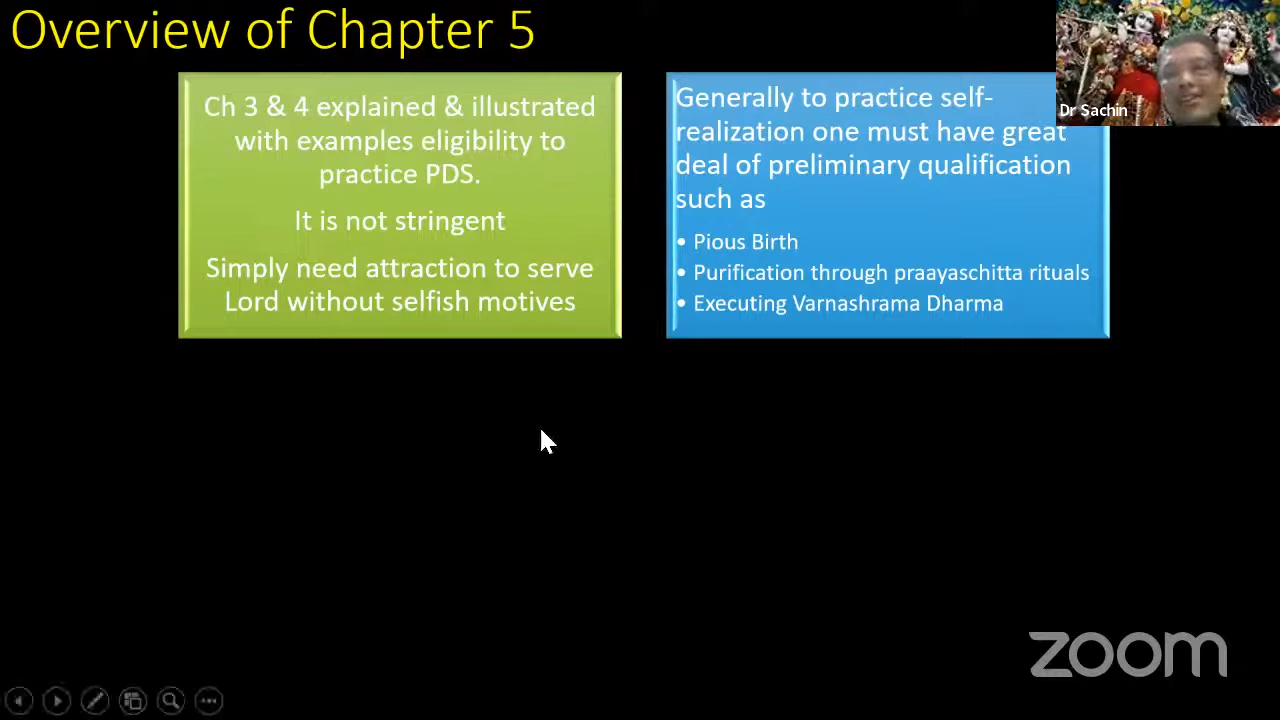 Overview of Chapter 5
Ch 3 & 4 explained & illustrated
with examples eligibility to
practice PDS.
It is not stringent
Simply need attraction to serve
Lord without selfish motives
Generally to practice self-
realization one must have great
deal of preliminary qualification
such as
• Pious Birth
• Purification through praayaschitta rituals
• Executing Varnashrama Dharma
Dr Sachin
zoom